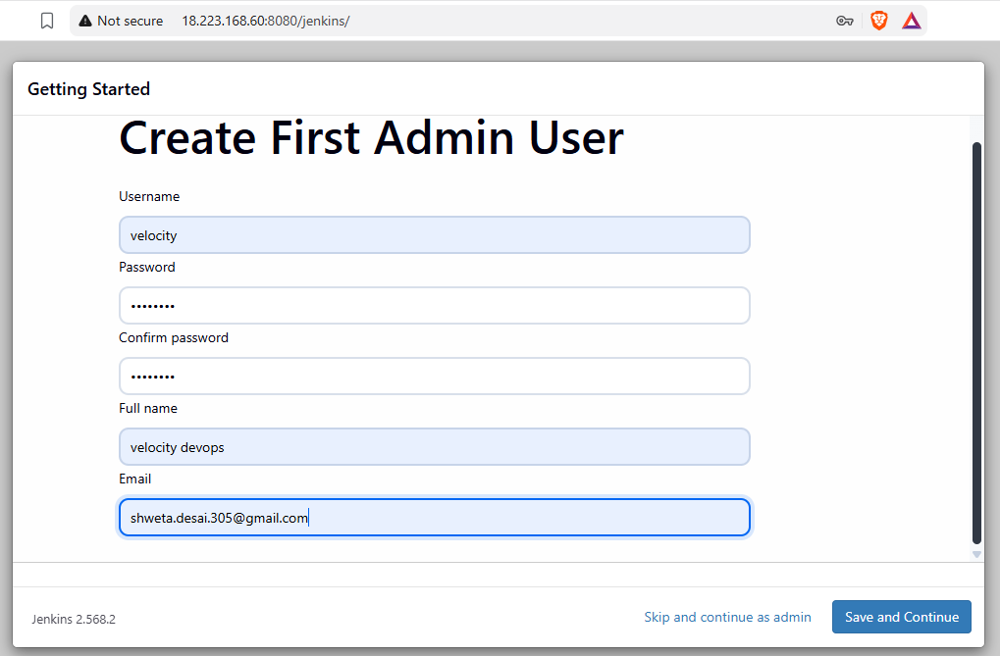 Not secure 18.223.168.60:8080/jenkins/
Getting Started
Create First Admin User
Username
velocity
Password
••••••••
Confirm password
••••••••
Full name
velocity devops
Email
shweta.desai.305@gmail.com
Jenkins 2.568.2 Skip and continue as admin Save and Continue